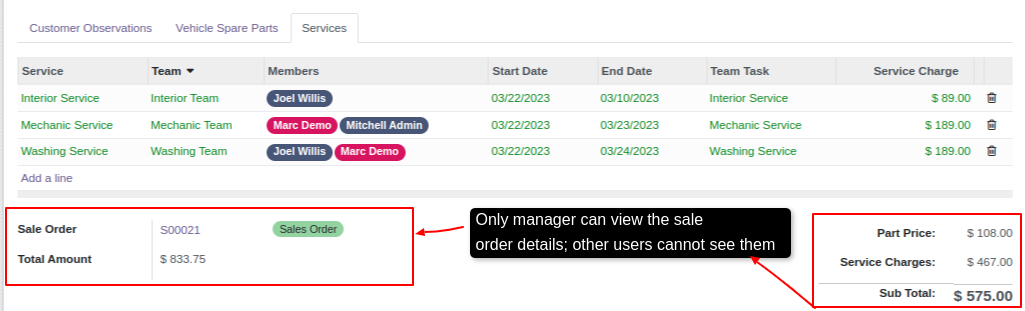 Customer Observations Vehicle Spare Parts Services
Service Team Members Start Date End Date Team Task Service Charge
Interior Service Interior Team Joel Willis 03/22/2023 03/10/2023 Interior Service $ 89.00
Mechanic Service Mechanic Team Marc Demo Mitchell Admin 03/22/2023 03/23/2023 Mechanic Service $ 189.00
Washing Service Washing Team Joel Willis Marc Demo 03/22/2023 03/24/2023 Washing Service $ 189.00
Add a line
Sale Order S00021 Sales Order
Total Amount $ 833.75
Only manager can view the sale
order details; other users cannot see them
Part Price: $ 108.00
Service Charges: $ 467.00
Sub Total: $ 575.00